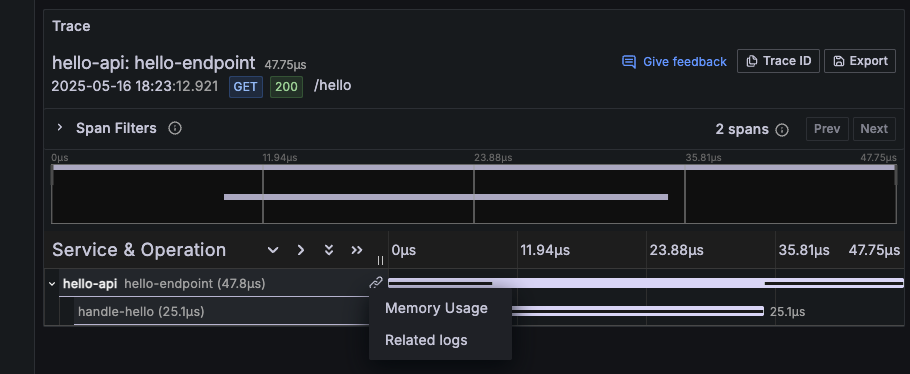 Trace
hello-api: hello-endpoint 47.75μs
Give feedback
Trace ID
Export
2025-05-16 18:23:12.921 GET 200 /hello
Span Filters
2 spans
Prev
Next
0μs 11.94μs 23.88μs 35.81μs 47.75μs
Service & Operation
0μs 11.94μs 23.88μs 35.81μs 47.75μs
hello-api hello-endpoint (47.8μs)
handle-hello (25.1μs)
25.1μs
Memory Usage
Related logs